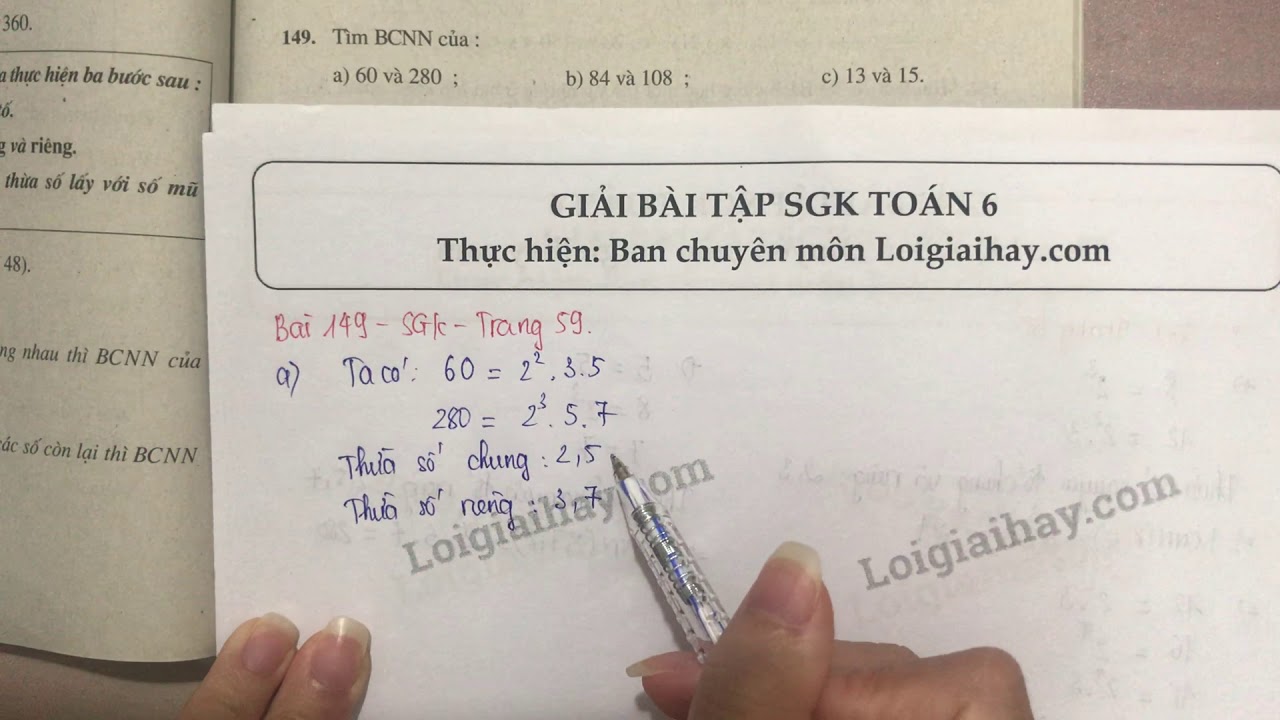 360.
a thực hiện ba bước sau :
tố.
g và riêng.
thừa số lấy với số mũ
48).
ng nhau thì BCNN của
các số còn lại thì BCNN
149. Tìm BCNN của :
a) 60 và 280 ; b) 84 và 108 ; c) 13 và 15.
GIẢI BÀI TẬP SGK TOÁN 6
Thực hiện: Ban chuyên môn Loigiaihay.com
Bài 149 - SGK - Trang 59.
a) Ta có: 60 = 2². 3. 5
280 = 2³. 5. 7
Thừa số chung : 2, 5
Thừa số riêng : 3, 7
Loigiaihay.com
Loigiaihay.com